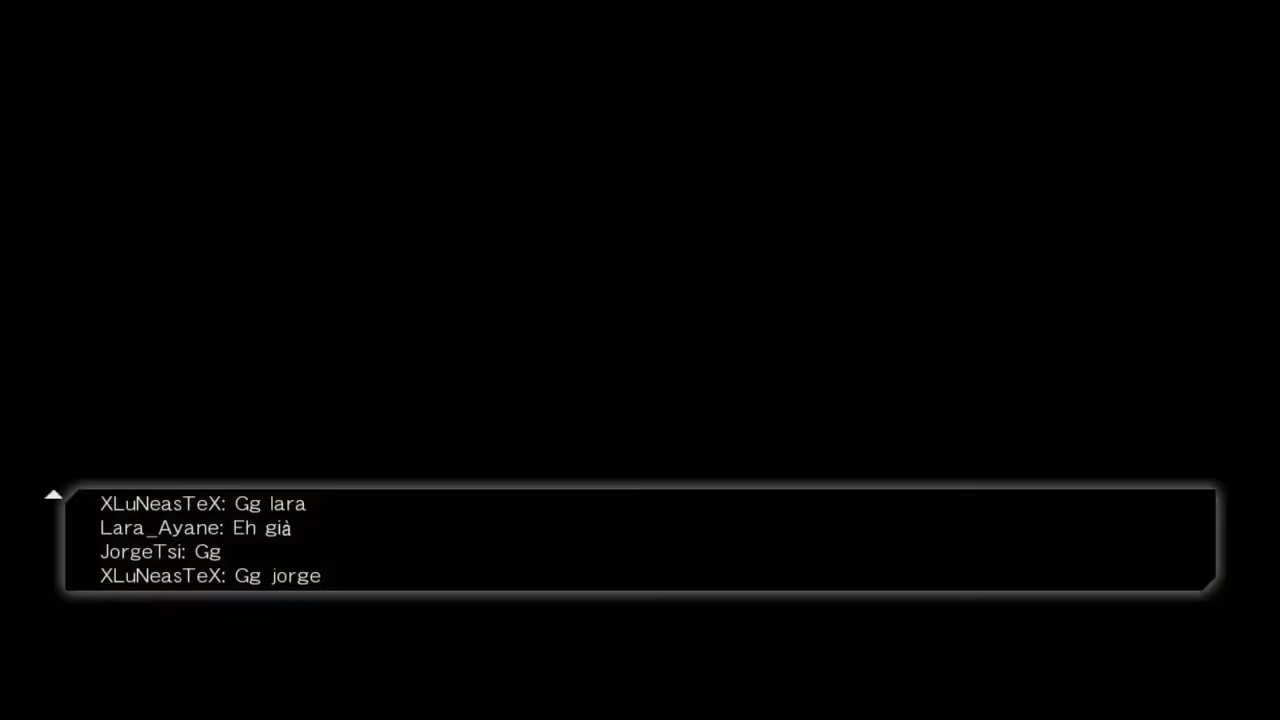 XLuNeasTeX: Gg lara
Lara_Ayane: Eh già
JorgeTsi: Gg
XLuNeasTeX: Gg jorge